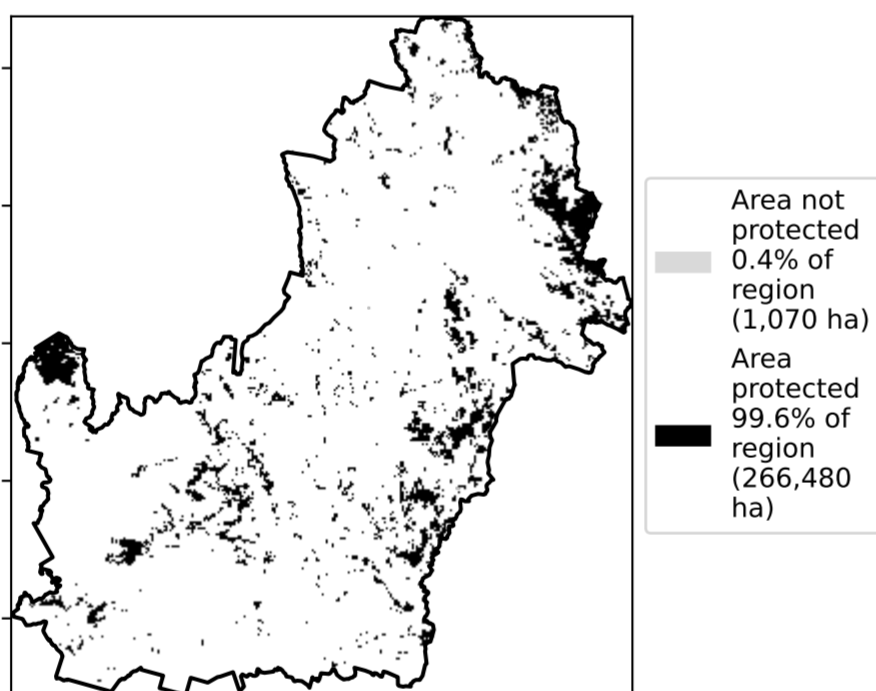 Area not
protected
0.4% of
region
(1,070 ha)
Area
protected
99.6% of
region
(266,480
ha)